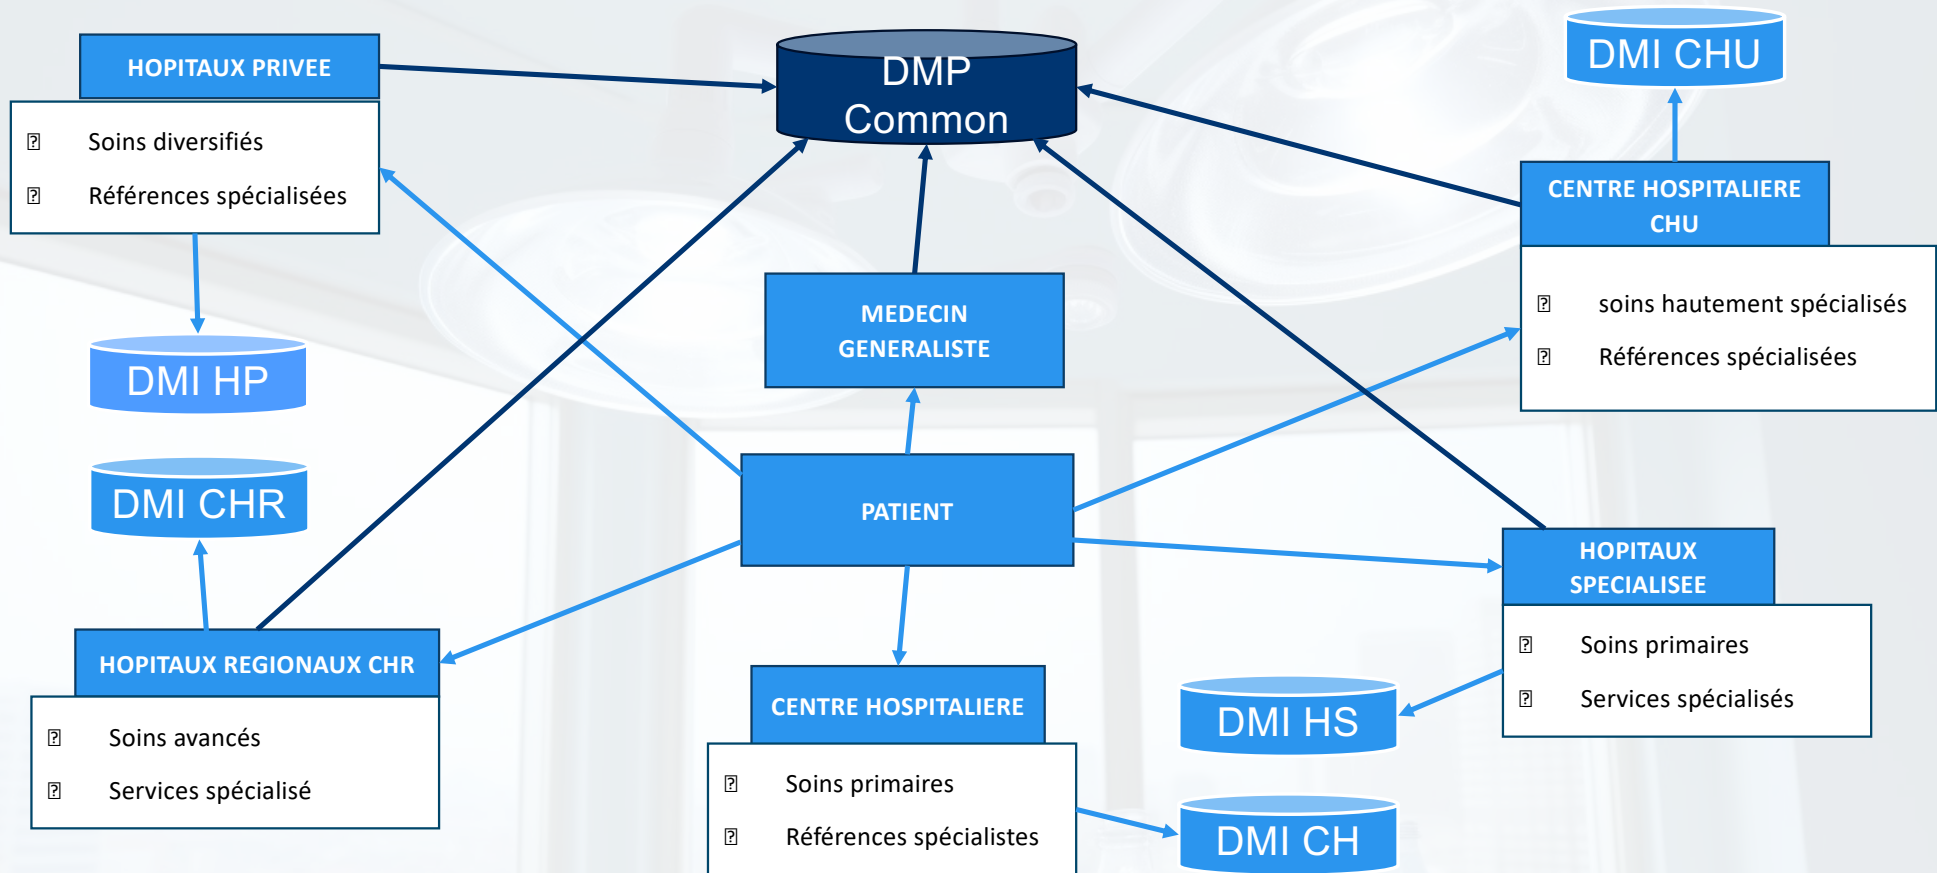 HOPITAUX PRIVEE
Soins diversifiés
Références spécialisées
DMI HP
DMI CHR
HOPITAUX REGIONAUX CHR
Soins avancés
Services spécialisé
DMP
Common
MEDECIN
GENERALISTE
PATIENT
CENTRE HOSPITALIERE
Soins primaires
Références spécialistes
DMI CHU
CENTRE HOSPITALIERE
CHU
soins hautement spécialisés
Références spécialisées
HOPITAUX
SPECIALISEE
Soins primaires
Services spécialisés
DMI HS
DMI CH